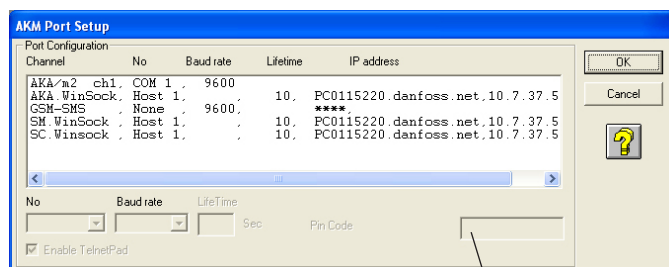 AKM Port Setup
Port Configuration
Channel No Baud rate Lifetime IP address
AKA/m2 ch1, COM 1 , 9600
AKA.WinSock, Host 1, , 10, PC0115220.danfoss.net,10.7.37.5
GSM-SMS , None , 9600, ****,
SM.WinSock , Host 1, , 10, PC0115220.danfoss.net,10.7.37.5
SC.Winsock , Host 1, , 10, PC0115220.danfoss.net,10.7.37.5
OK
Cancel
No Baud rate LifeTime
Sec Pin Code
Enable TelnetPad